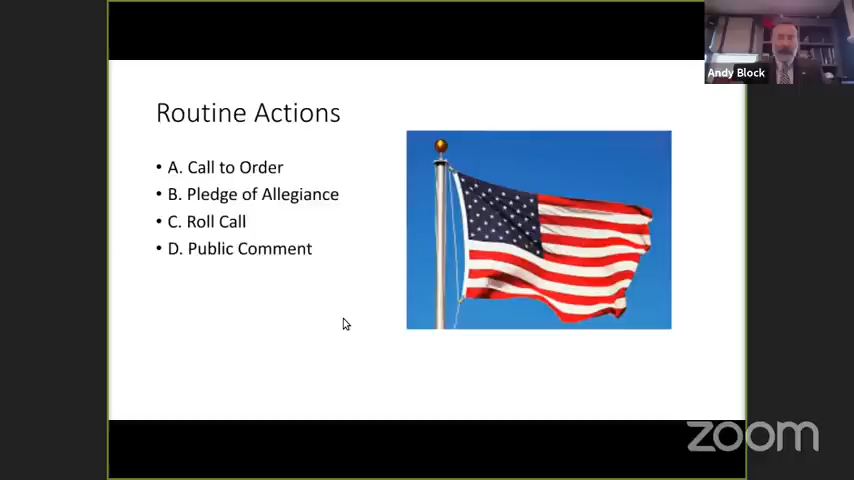 Andy Block
Routine Actions
• A. Call to Order
• B. Pledge of Allegiance
• C. Roll Call
• D. Public Comment
zoom